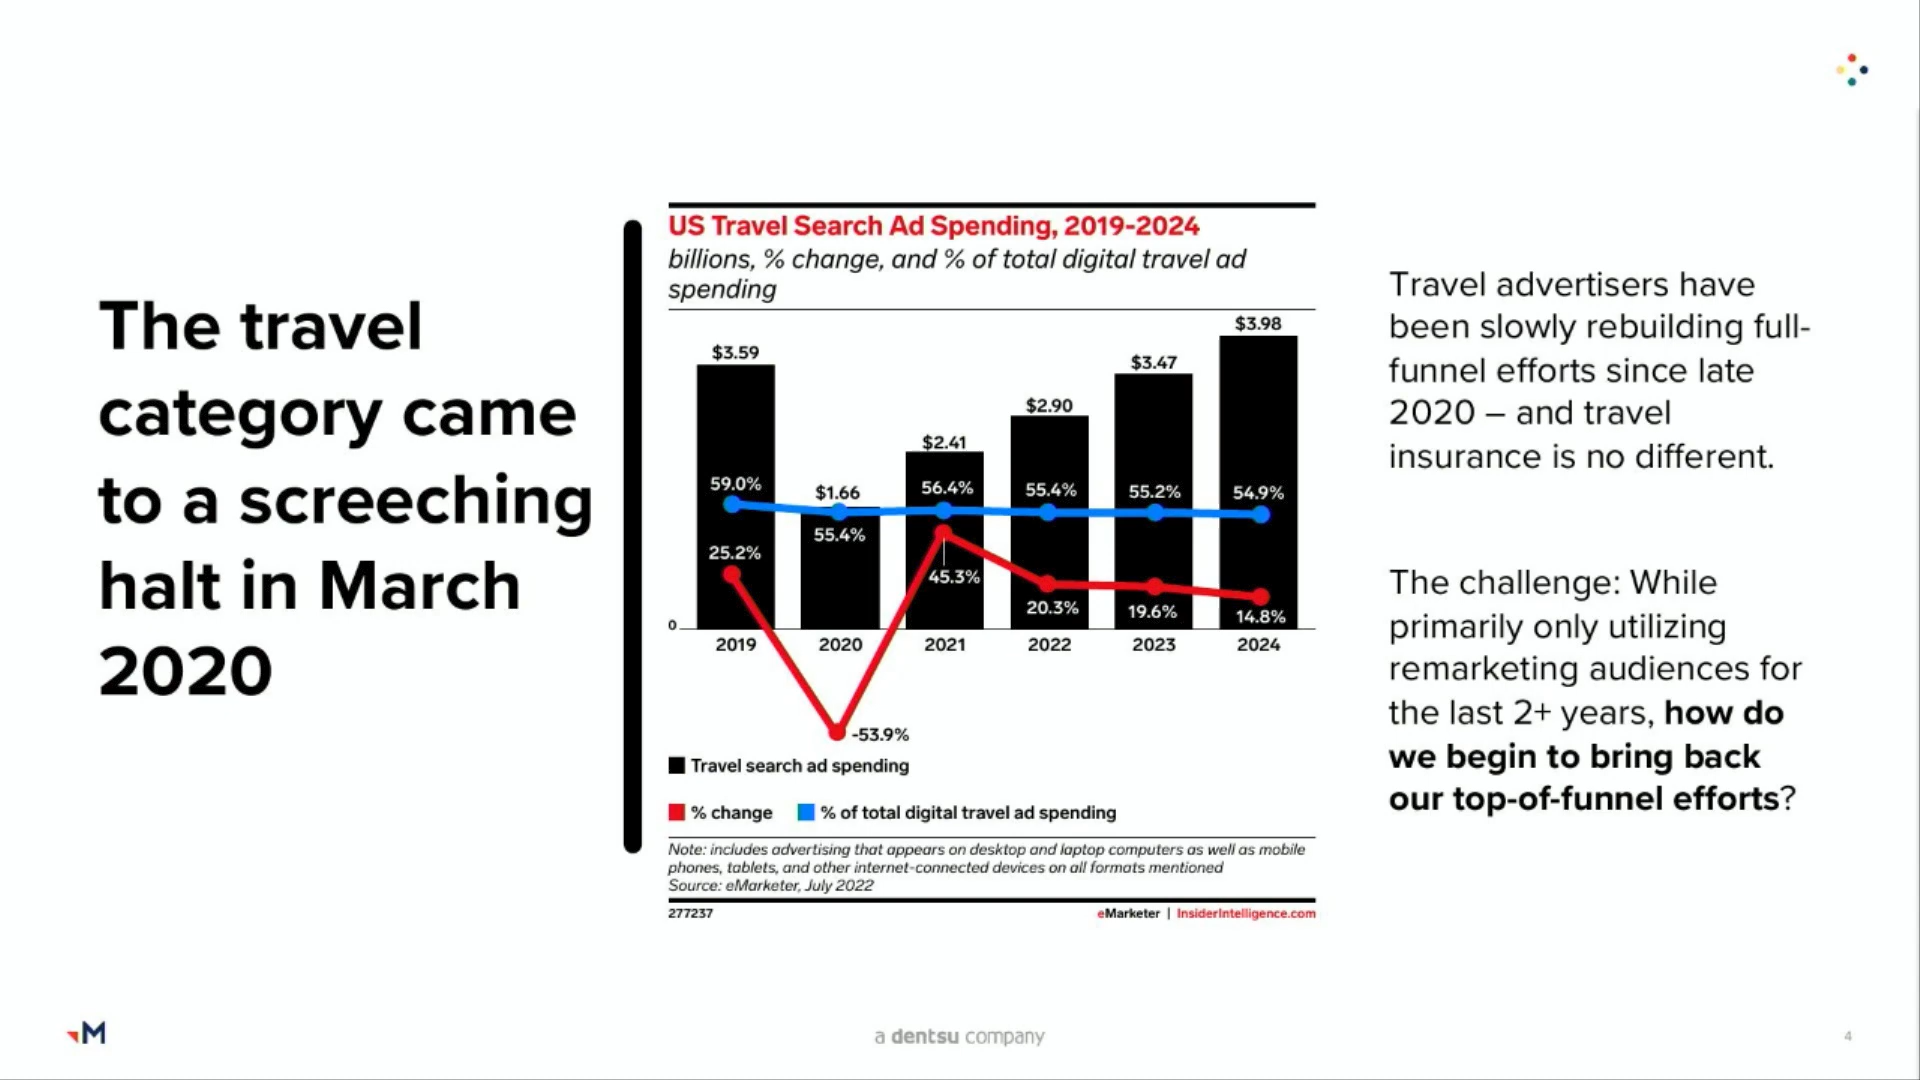 The travel
category came
to a screeching
halt in March
2020
US Travel Search Ad Spending, 2019-2024
billions, % change, and % of total digital travel ad
spending
$3.59
$1.66
$2.41
$2.90
$3.47
$3.98
59.0%
55.4%
56.4%
55.4%
55.2%
54.9%
25.2%
-53.9%
45.3%
20.3%
19.6%
14.8%
0
2019
2020
2021
2022
2023
2024
Travel search ad spending
% change
% of total digital travel ad spending
Note: includes advertising that appears on desktop and laptop computers as well as mobile
phones, tablets, and other internet-connected devices on all formats mentioned
Source: eMarketer, July 2022
277237
eMarketer | InsiderIntelligence.com
Travel advertisers have
been slowly rebuilding full-
funnel efforts since late
2020 – and travel
insurance is no different.
The challenge: While
primarily only utilizing
remarketing audiences for
the last 2+ years, how do
we begin to bring back
our top-of-funnel efforts?
M
a dentsu company
4